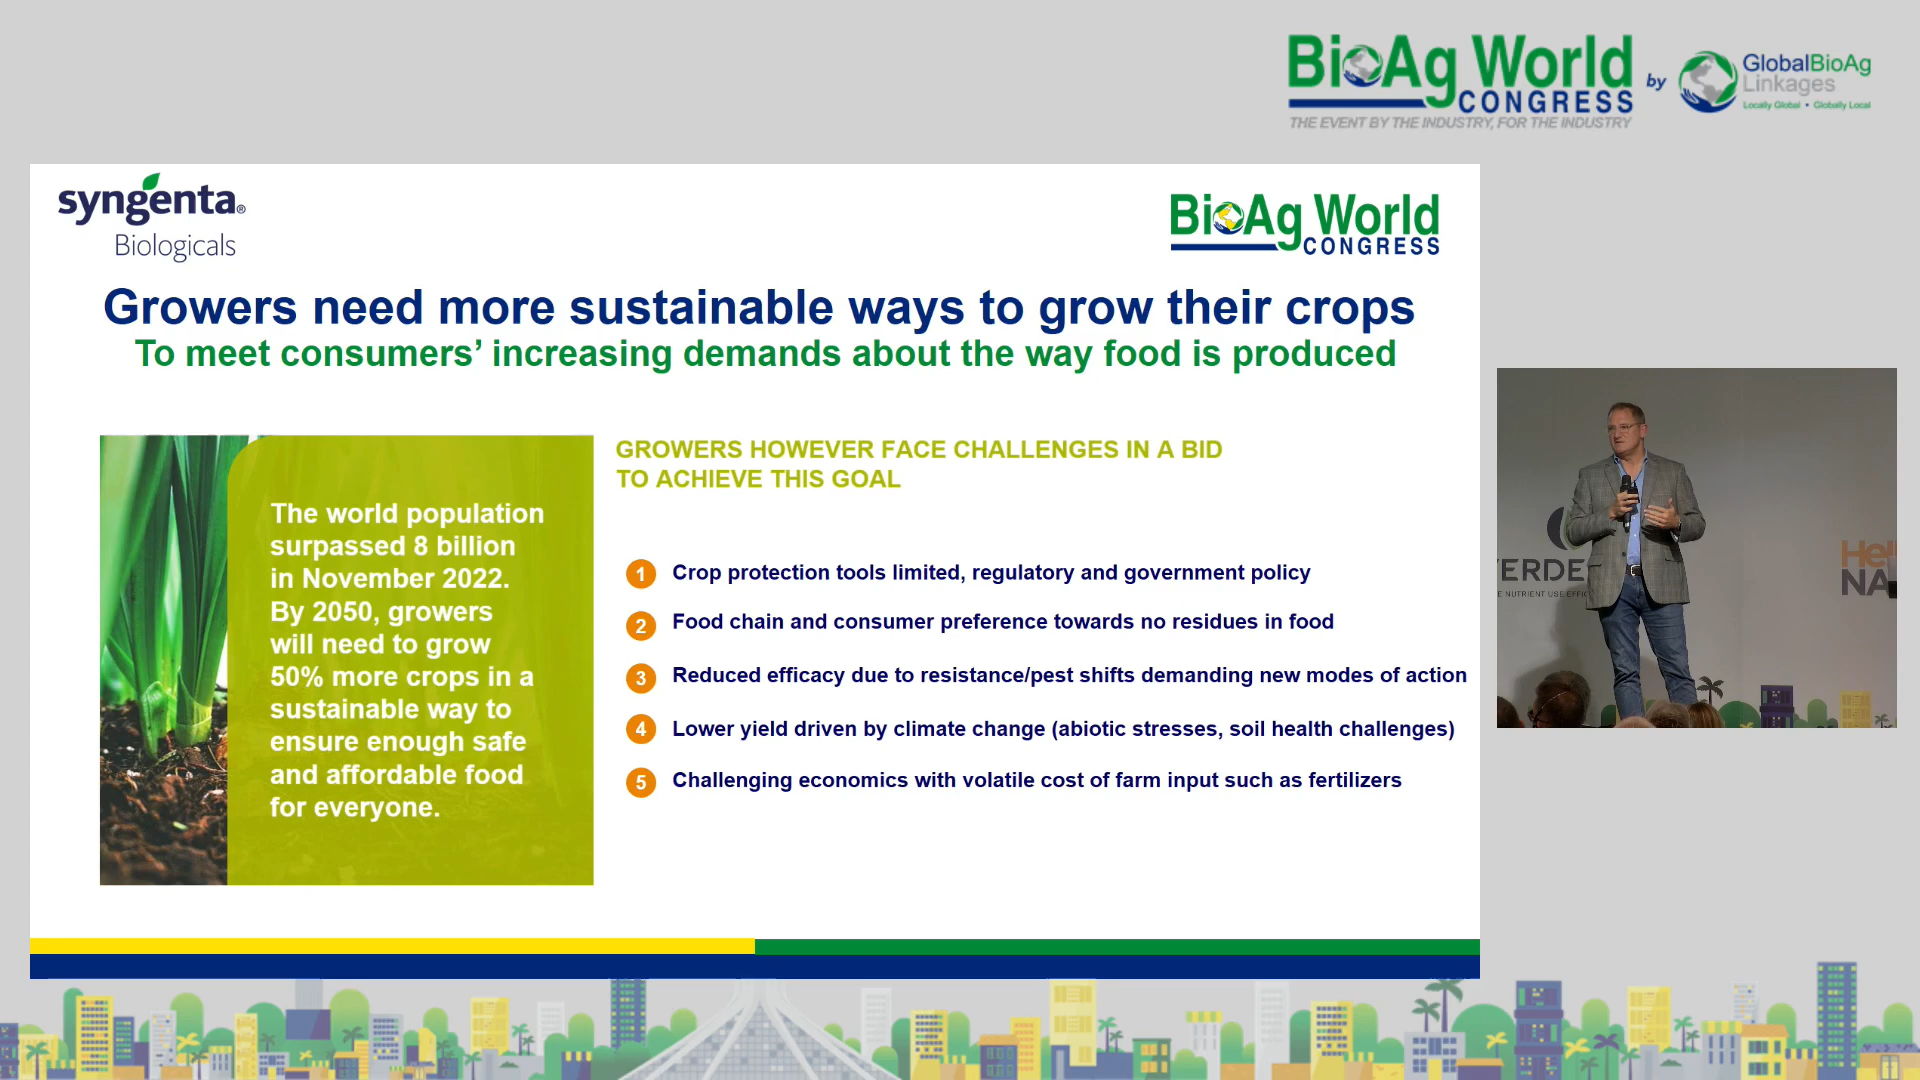 BioAg World
CONGRESS
THE EVENT BY THE INDUSTRY, FOR THE INDUSTRY
by
GlobalBioAg
Linkages
Locally Global • Globally Local
syngenta®
Biologicals
BioAg World
CONGRESS
Growers need more sustainable ways to grow their crops
To meet consumers’ increasing demands about the way food is produced
The world population
surpassed 8 billion
in November 2022.
By 2050, growers
will need to grow
50% more crops in a
sustainable way to
ensure enough safe
and affordable food
for everyone.
GROWERS HOWEVER FACE CHALLENGES IN A BID
TO ACHIEVE THIS GOAL
1 Crop protection tools limited, regulatory and government policy
2 Food chain and consumer preference towards no residues in food
3 Reduced efficacy due to resistance/pest shifts demanding new modes of action
4 Lower yield driven by climate change (abiotic stresses, soil health challenges)
5 Challenging economics with volatile cost of farm input such as fertilizers
VERDE
NUTRIENT USE
NA